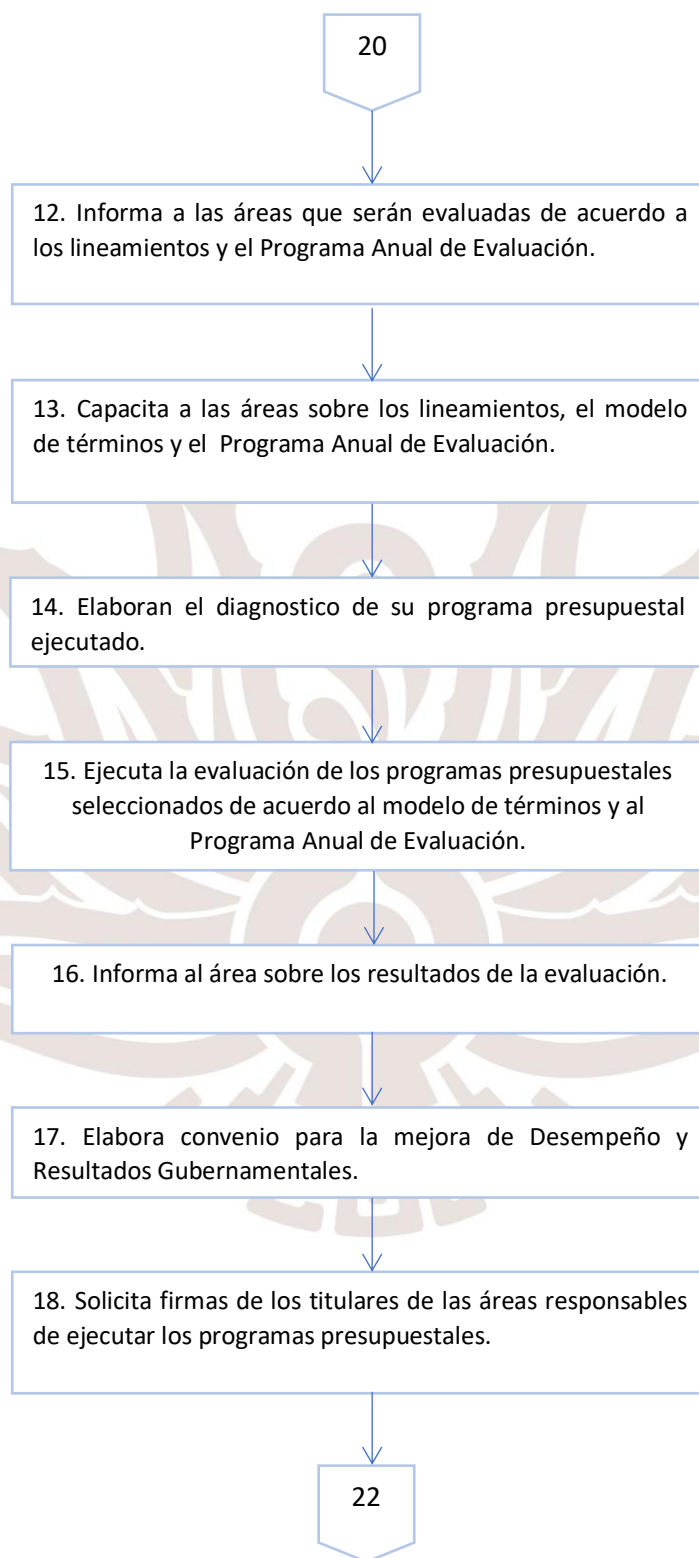 20
12. Informa a las áreas que serán evaluadas de acuerdo a
los lineamientos y el Programa Anual de Evaluación.
13. Capacita a las áreas sobre los lineamientos, el modelo
de términos y el Programa Anual de Evaluación.
14. Elaboran el diagnostico de su programa presupuestal
ejecutado.
15. Ejecuta la evaluación de los programas presupuestales
seleccionados de acuerdo al modelo de términos y al
Programa Anual de Evaluación.
16. Informa al área sobre los resultados de la evaluación.
17. Elabora convenio para la mejora de Desempeño y
Resultados Gubernamentales.
18. Solicita firmas de los titulares de las áreas responsables
de ejecutar los programas presupuestales.
22